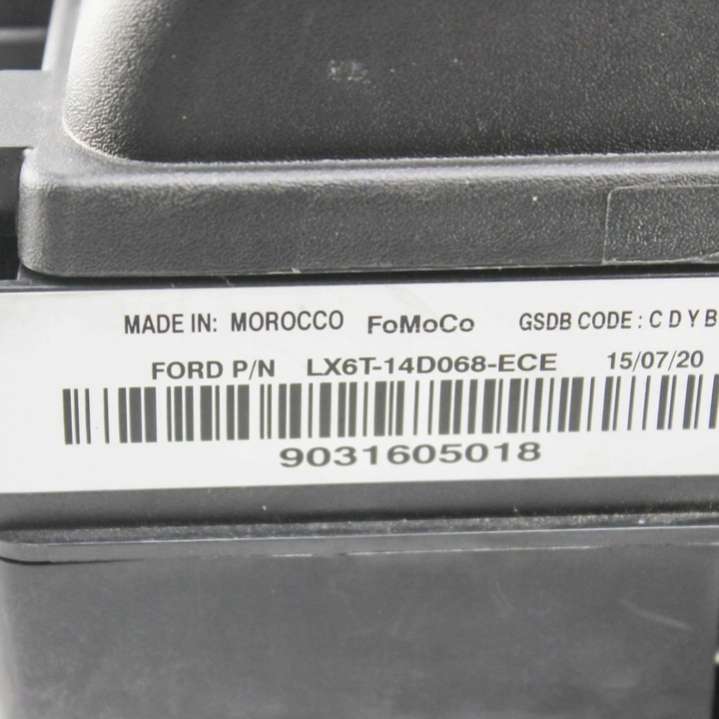 MADE IN: MOROCCO FoMoCo GSDB CODE : C D Y B
FORD P/N LX6T-14D068-ECE 15/07/20
9031605018